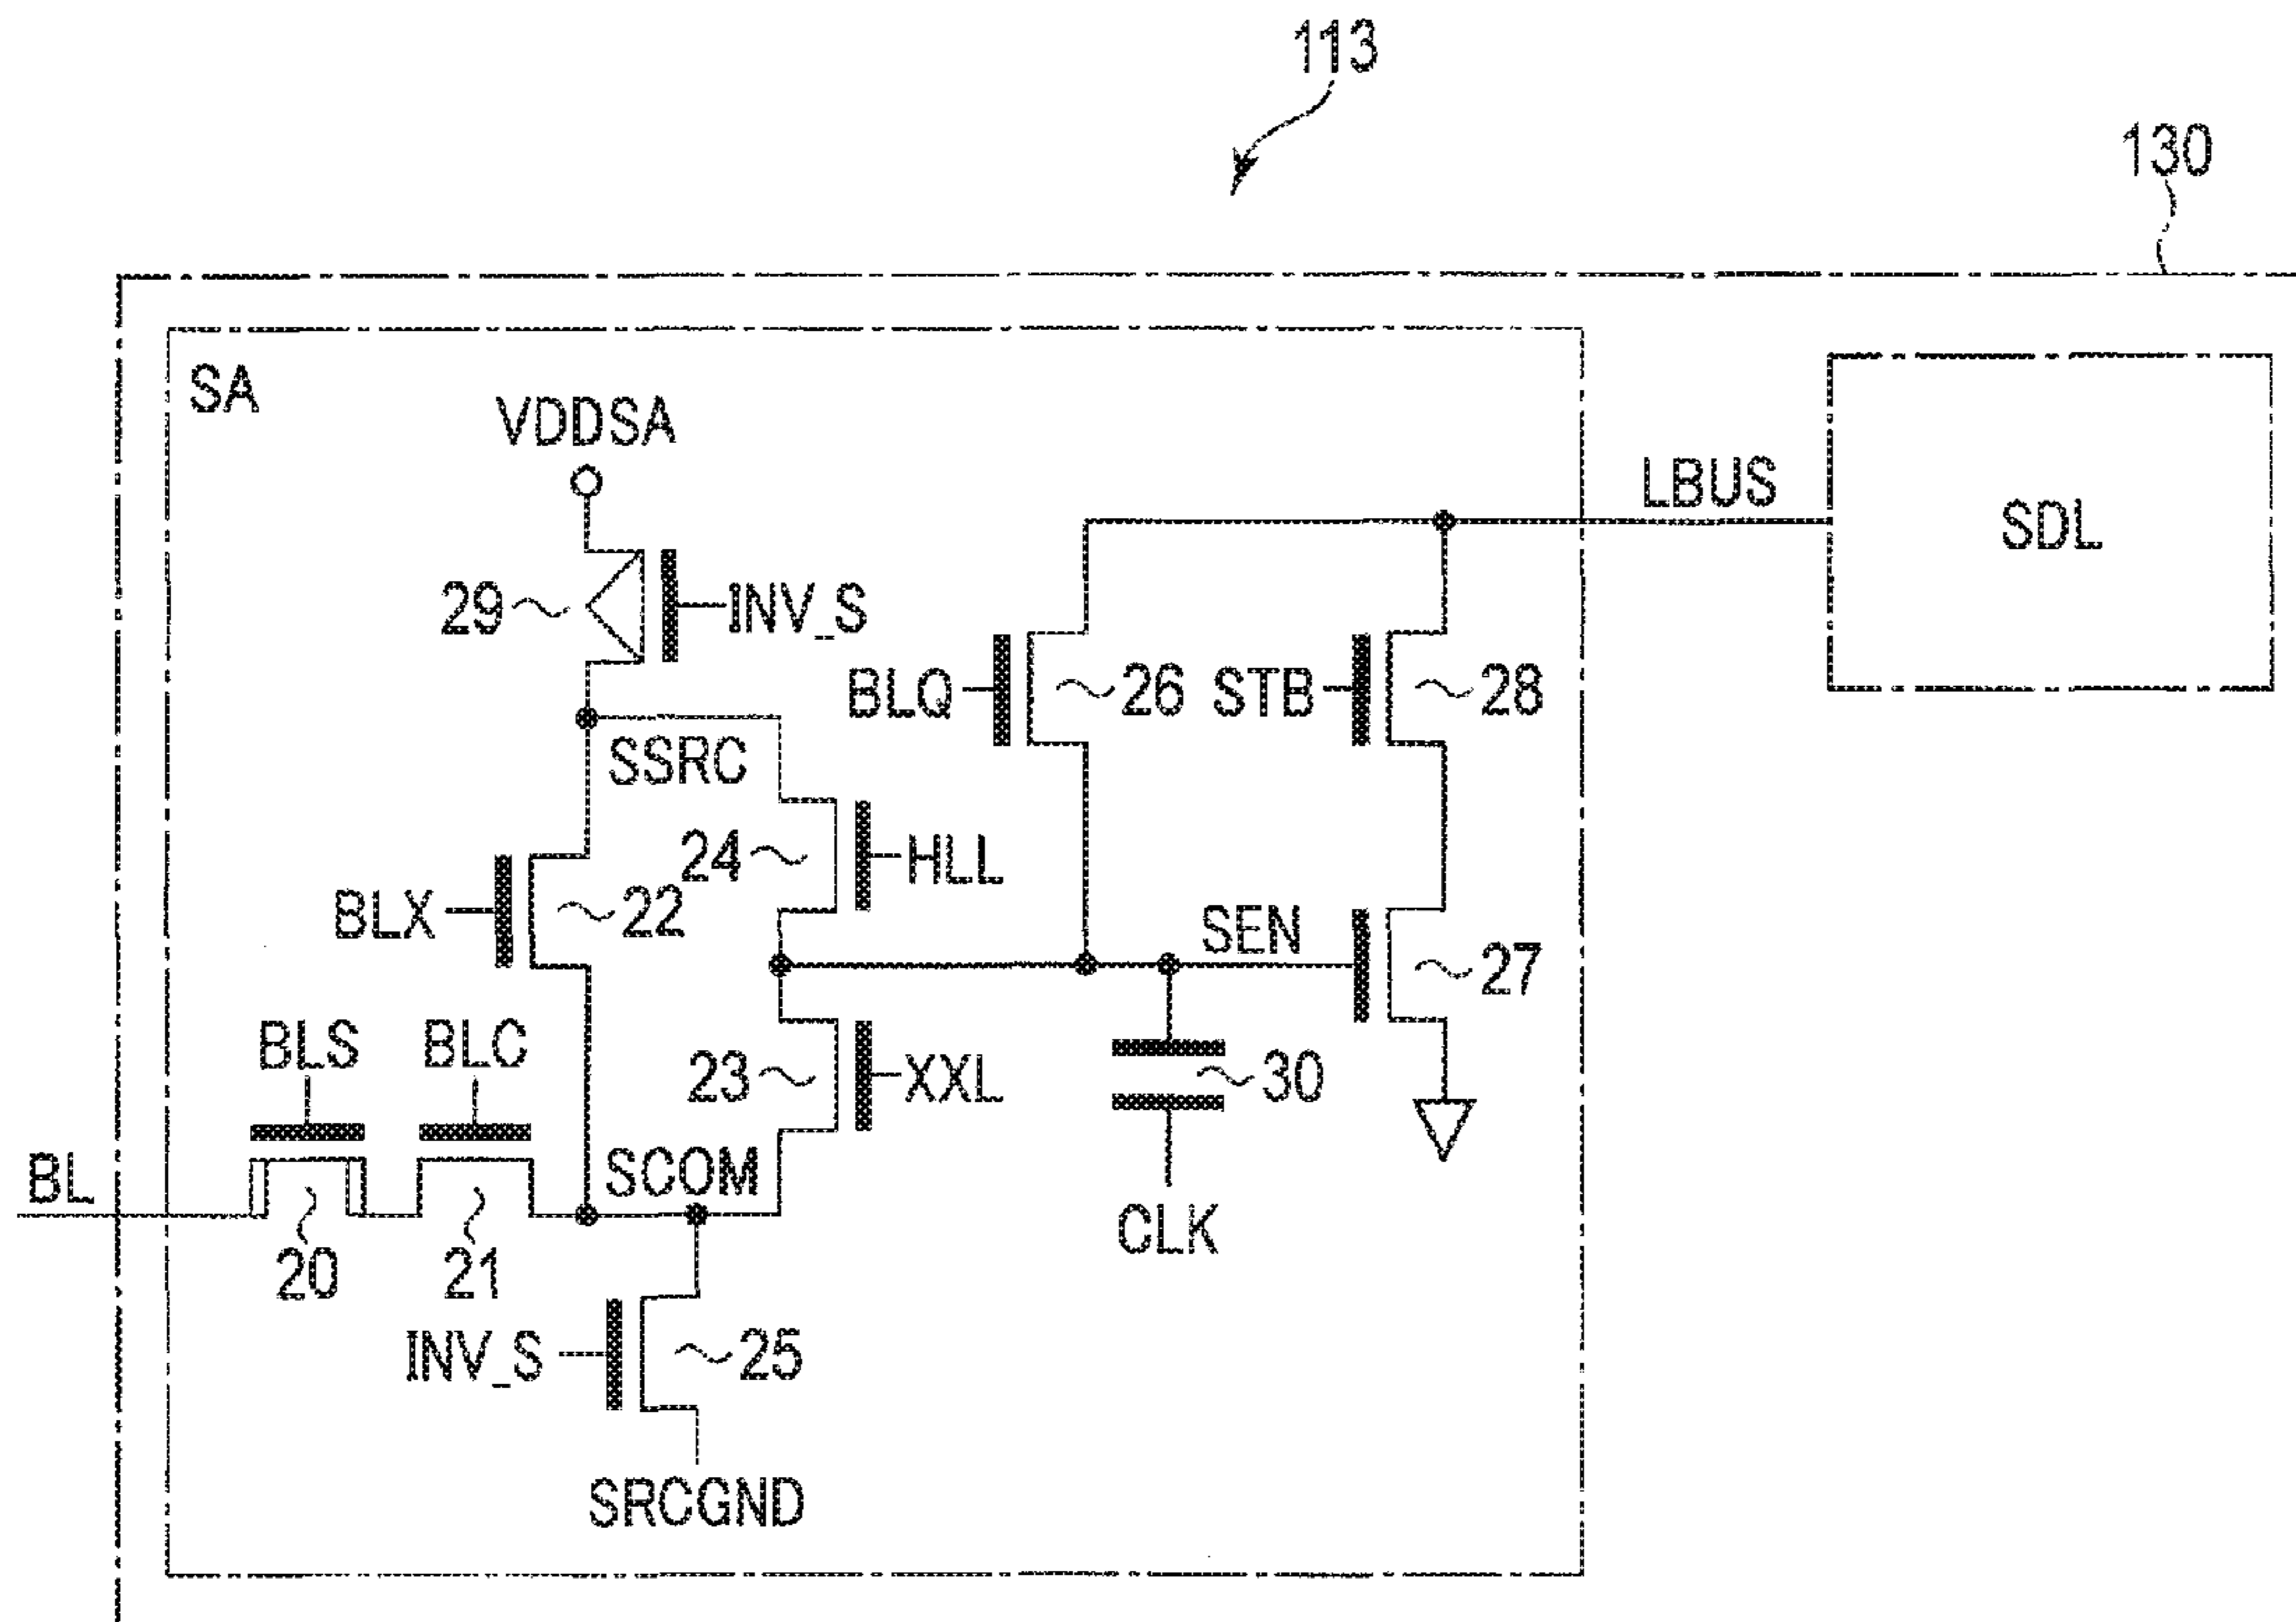 113
130
SA
VDDSA
LBUS
SDL
29
INV_S
BLQ
26
STB
28
SSRC
24
HLL
BLX
22
SEN
27
BLS
BLC
23
XXL
30
BL
SCOM
CLK
20
21
INV_S
25
SRCGND